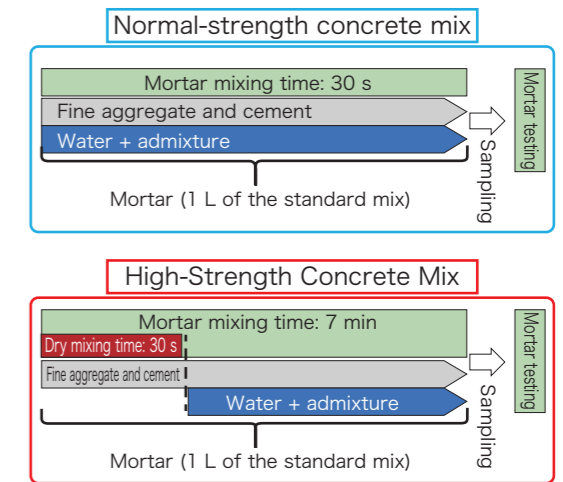 Normal-strength concrete mix
Mortar mixing time: 30 s
Fine aggregate and cement
Water + admixture
Mortar (1 L of the standard mix)
Sampling
Mortar testing
High-Strength Concrete Mix
Mortar mixing time: 7 min
Dry mixing time: 30 s
Fine aggregate and cement
Water + admixture
Mortar (1 L of the standard mix)
Sampling
Mortar testing